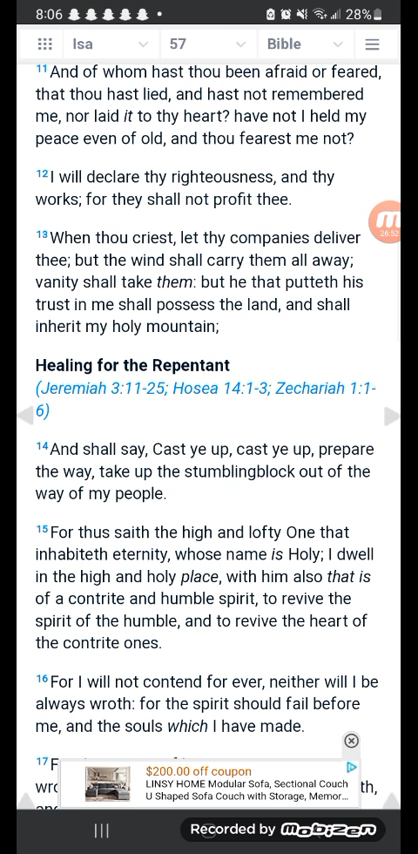 8:06 28%
Isa 57 Bible
11 And of whom hast thou been afraid or feared,
that thou hast lied, and hast not remembered
me, nor laid it to thy heart? have not I held my
peace even of old, and thou fearest me not?
12 I will declare thy righteousness, and thy
works; for they shall not profit thee.
26:52
13 When thou criest, let thy companies deliver
thee; but the wind shall carry them all away;
vanity shall take them: but he that putteth his
trust in me shall possess the land, and shall
inherit my holy mountain;
Healing for the Repentant
(Jeremiah 3:11-25; Hosea 14:1-3; Zechariah 1:1-
6)
14 And shall say, Cast ye up, cast ye up, prepare
the way, take up the stumblingblock out of the
way of my people.
15 For thus saith the high and lofty One that
inhabiteth eternity, whose name is Holy; I dwell
in the high and holy place, with him also that is
of a contrite and humble spirit, to revive the
spirit of the humble, and to revive the heart of
the contrite ones.
16 For I will not contend for ever, neither will I be
always wroth: for the spirit should fail before
me, and the souls which I have made.
17 F
wro th,
$200.00 off coupon
LINSY HOME Modular Sofa, Sectional Couch
U Shaped Sofa Couch with Storage, Memor...
Recorded by mobizen